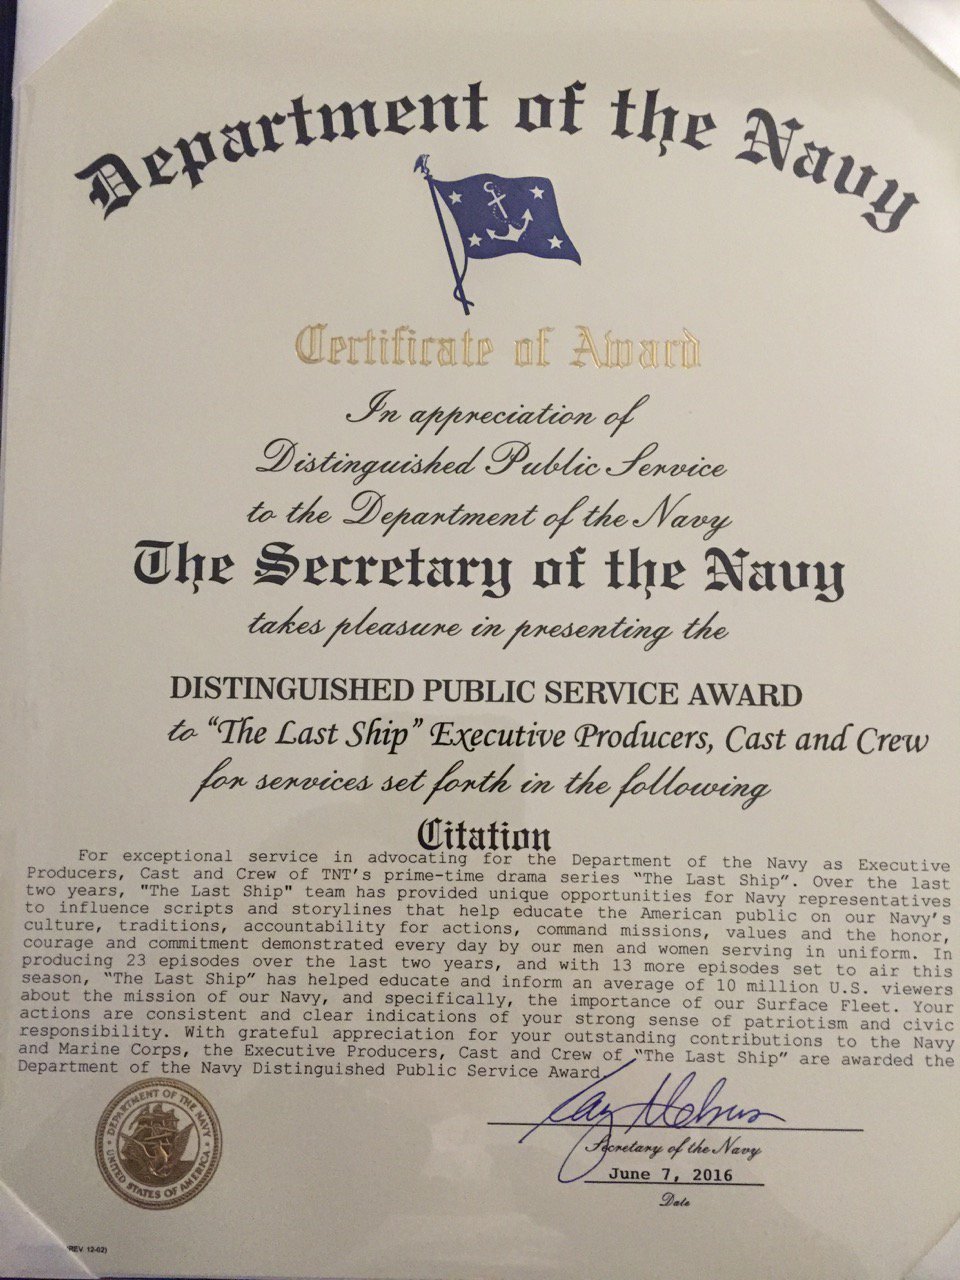 Department of the Navy
Certificate of Award
In appreciation of
Distinguished Public Service
to the Department of the Navy
The Secretary of the Navy
takes pleasure in presenting the
DISTINGUISHED PUBLIC SERVICE AWARD
to “The Last Ship” Executive Producers, Cast and Crew
for services set forth in the following
Citation
For exceptional service in advocating for the Department of the Navy as Executive
Producers, Cast and Crew of TNT’s prime-time drama series “The Last Ship”. Over the last
two years, "The Last Ship" team has provided unique opportunities for Navy representatives
to influence scripts and storylines that help educate the American public on our Navy’s
culture, traditions, accountability for actions, command missions, values and the honor,
courage and commitment demonstrated every day by our men and women serving in uniform. In
producing 23 episodes over the last two years, and with 13 more episodes set to air this
season, “The Last Ship” has helped educate and inform an average of 10 million U.S. viewers
about the mission of our Navy, and specifically, the importance of our Surface Fleet. Your
actions are consistent and clear indications of your strong sense of patriotism and civic
responsibility. With grateful appreciation for your outstanding contributions to the Navy
and Marine Corps, the Executive Producers, Cast and Crew of “The Last Ship” are awarded the
Department of the Navy Distinguished Public Service Award.
DEPARTMENT OF THE NAVY
UNITED STATES OF AMERICA
Secretary of the Navy
June 7, 2016
Date
(REV. 12-02)